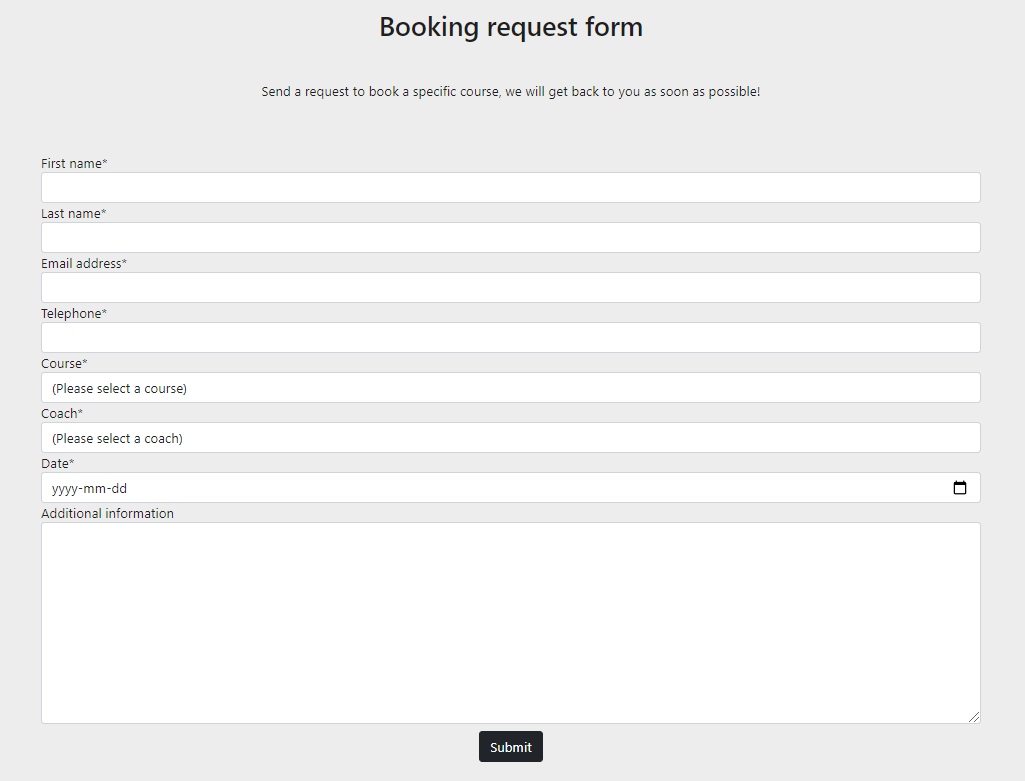 Booking request form
Send a request to book a specific course, we will get back to you as soon as possible!
First name*
Last name*
Email address*
Telephone*
Course*
(Please select a course)
Coach*
(Please select a coach)
Date*
yyyy-mm-dd
Additional information
Submit